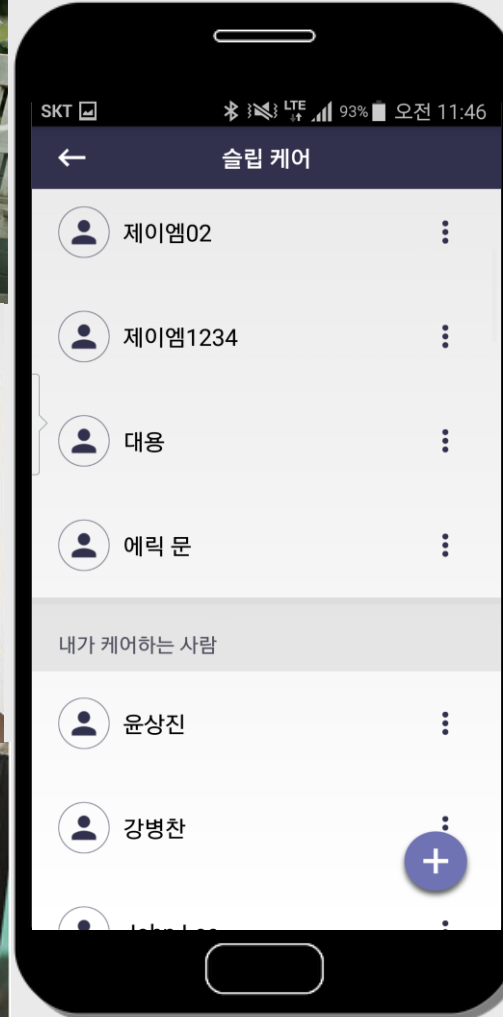 SKT LTE 93% 오전 11:46
슬립 케어
제이엠02
제이엠1234
대용
에릭 문
내가 케어하는 사람
윤상진
강병찬